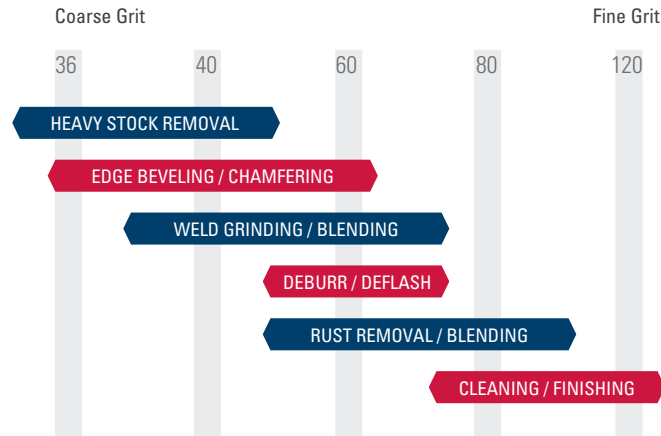 Coarse Grit Fine Grit
36 40 60 80 120
HEAVY STOCK REMOVAL
EDGE BEVELING / CHAMFERING
WELD GRINDING / BLENDING
DEBURR / DEFLASH
RUST REMOVAL / BLENDING
CLEANING / FINISHING